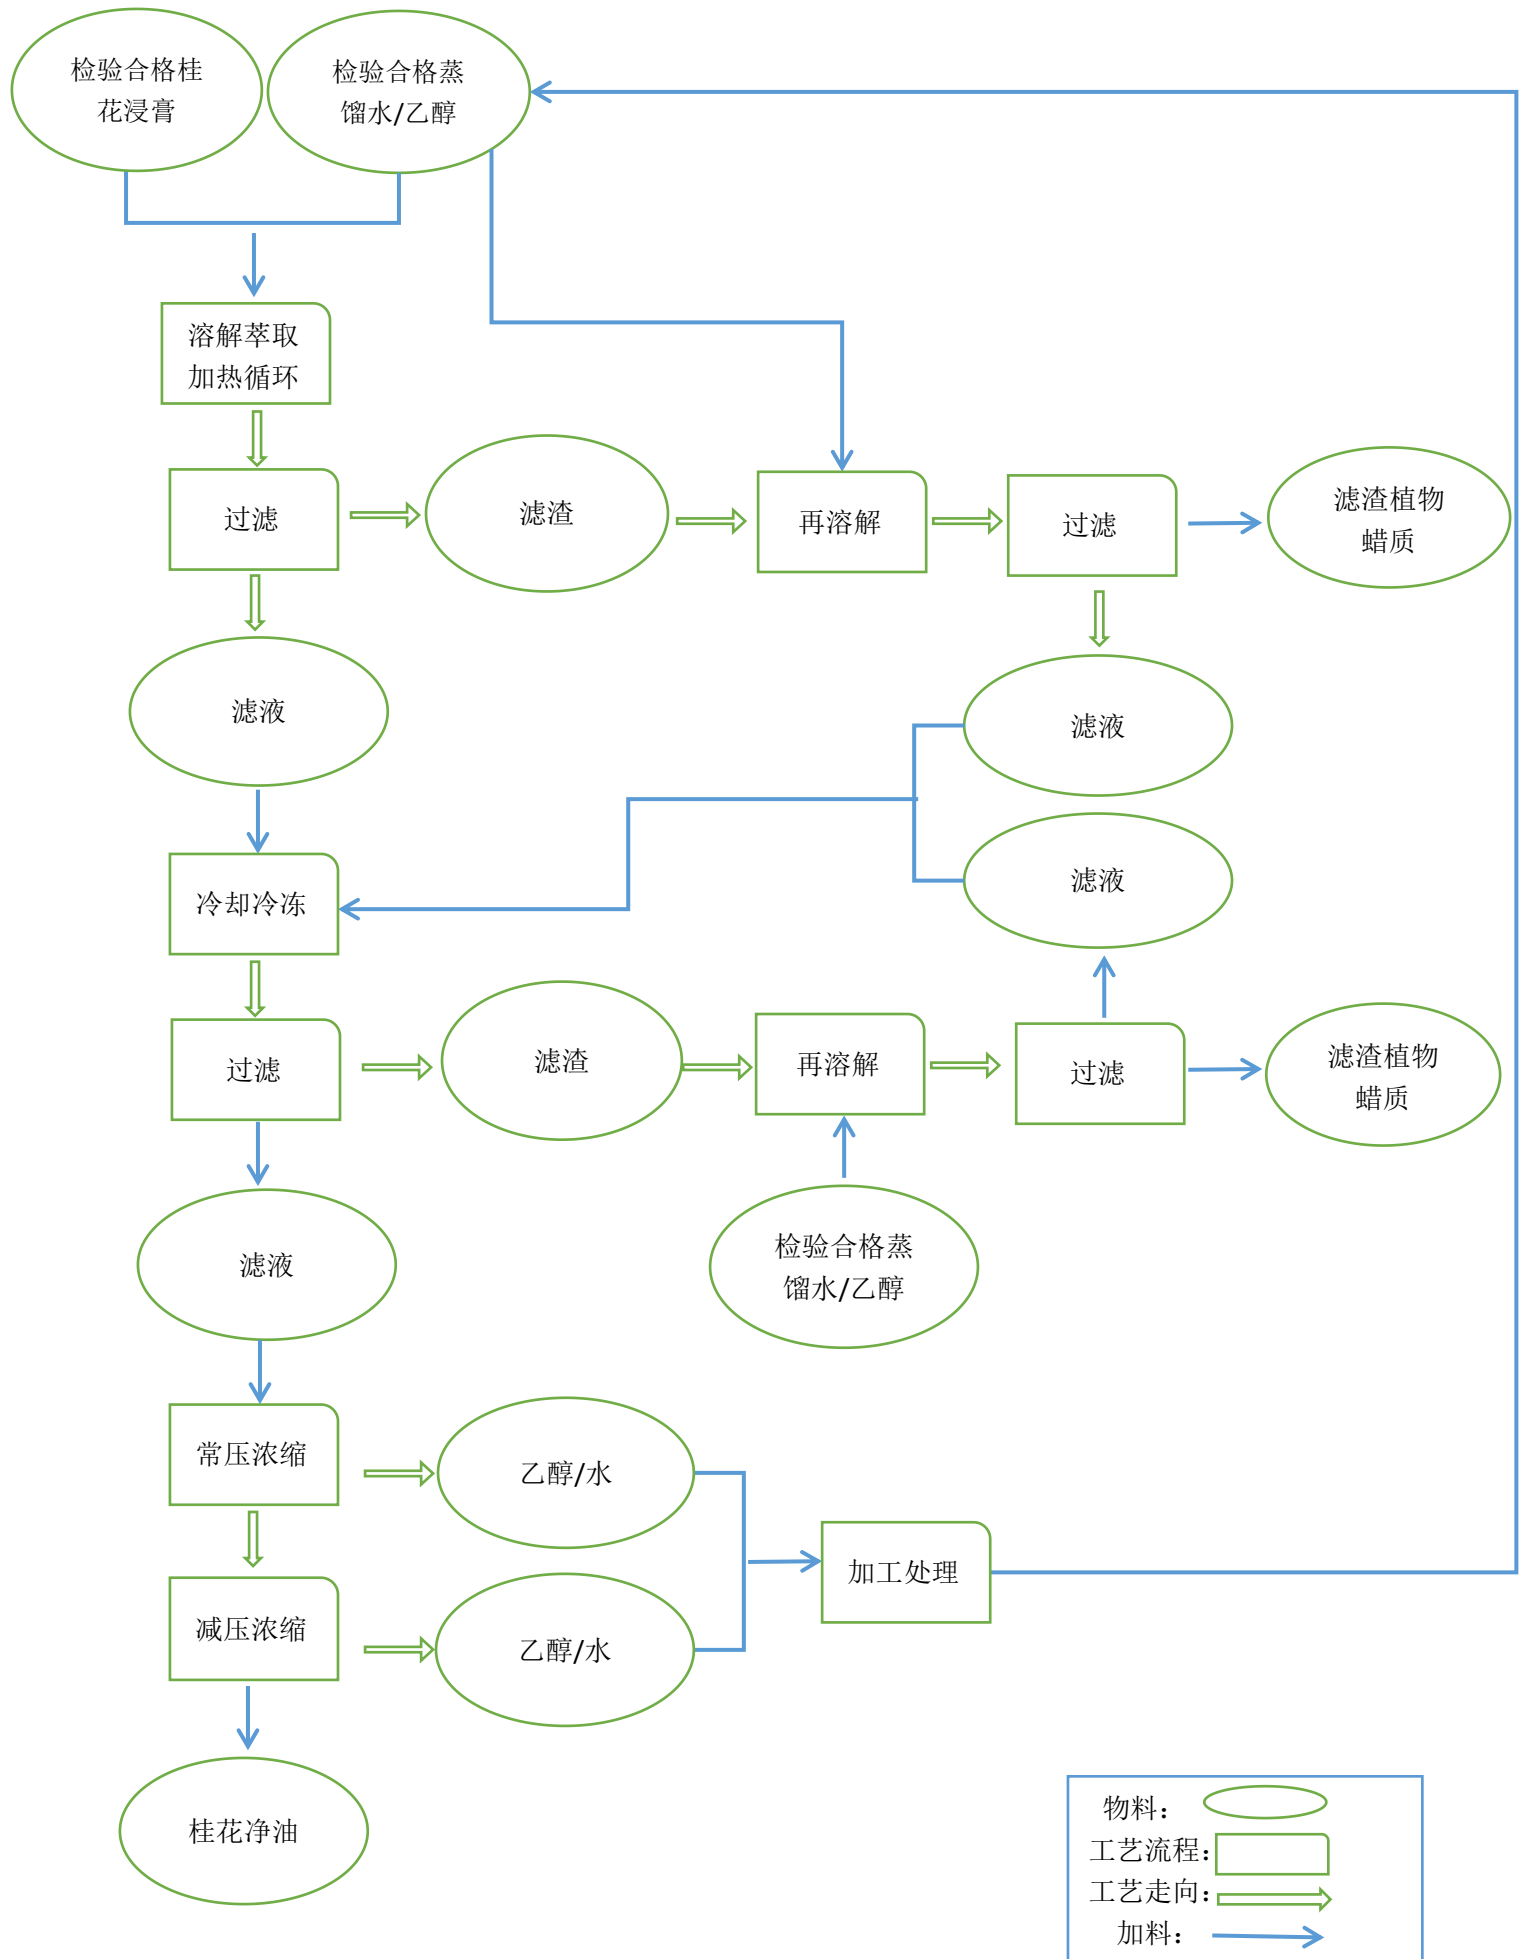 检验合格桂
花浸膏
检验合格蒸
馏水/乙醇
溶解萃取
加热循环
过滤
滤渣
再溶解
过滤
滤渣植物
蜡质
滤液
滤液
滤液
冷却冷冻
过滤
滤渣
再溶解
过滤
滤渣植物
蜡质
滤液
检验合格蒸
馏水/乙醇
常压浓缩
乙醇/水
加工处理
减压浓缩
乙醇/水
桂花净油
物料：
工艺流程：
工艺走向：
加料：